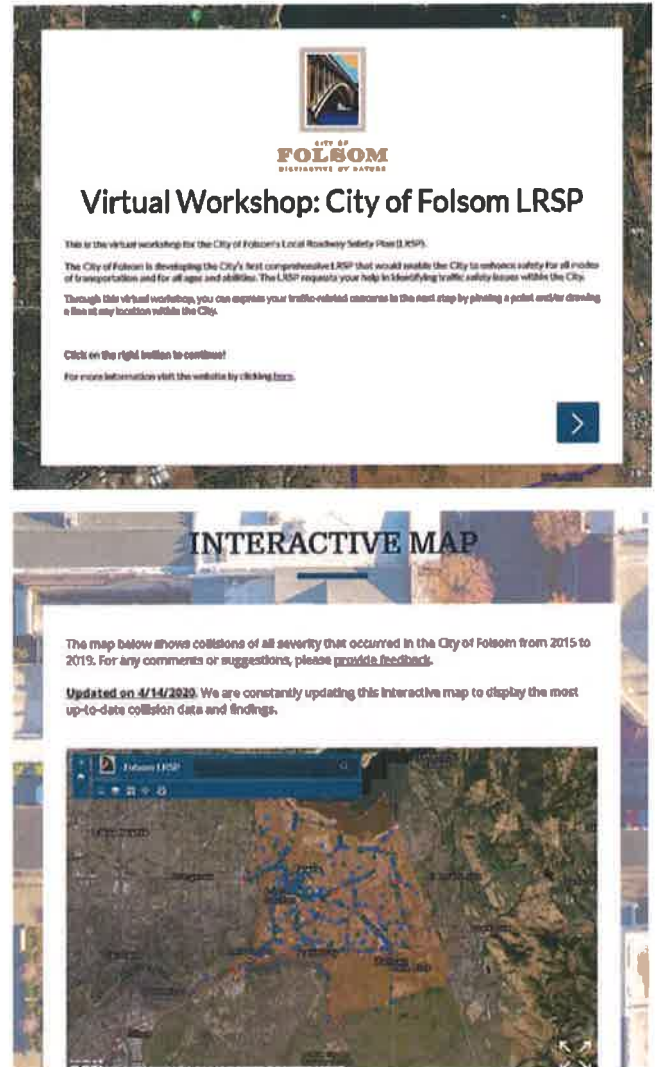 CITY OF
FOLSOM
DISTINCTIVE BY NATURE
Virtual Workshop: City of Folsom LRSP
This is the virtual workshop for the City of Folsom's Local Roadway Safety Plan (LRSP).
The City of Folsom is developing the City's first comprehensive LRSP that would enable the City to enhance safety for all modes
of transportation and for all ages and abilities. The LRSP requests your help in identifying traffic safety issues within the City.
Through this virtual workshop, you can express your traffic-related concerns in the next step by pinning a point and/or drawing
a line at any location within the City.
Click on the right button to continue!
For more information visit the website by clicking here.
INTERACTIVE MAP
The map below shows collisions of all severity that occurred in the City of Folsom from 2015 to
2019. For any comments or suggestions, please provide feedback.
Updated on 4/14/2020. We are constantly updating this interactive map to display the most
up-to-date collision data and findings.
Folsom LRSP